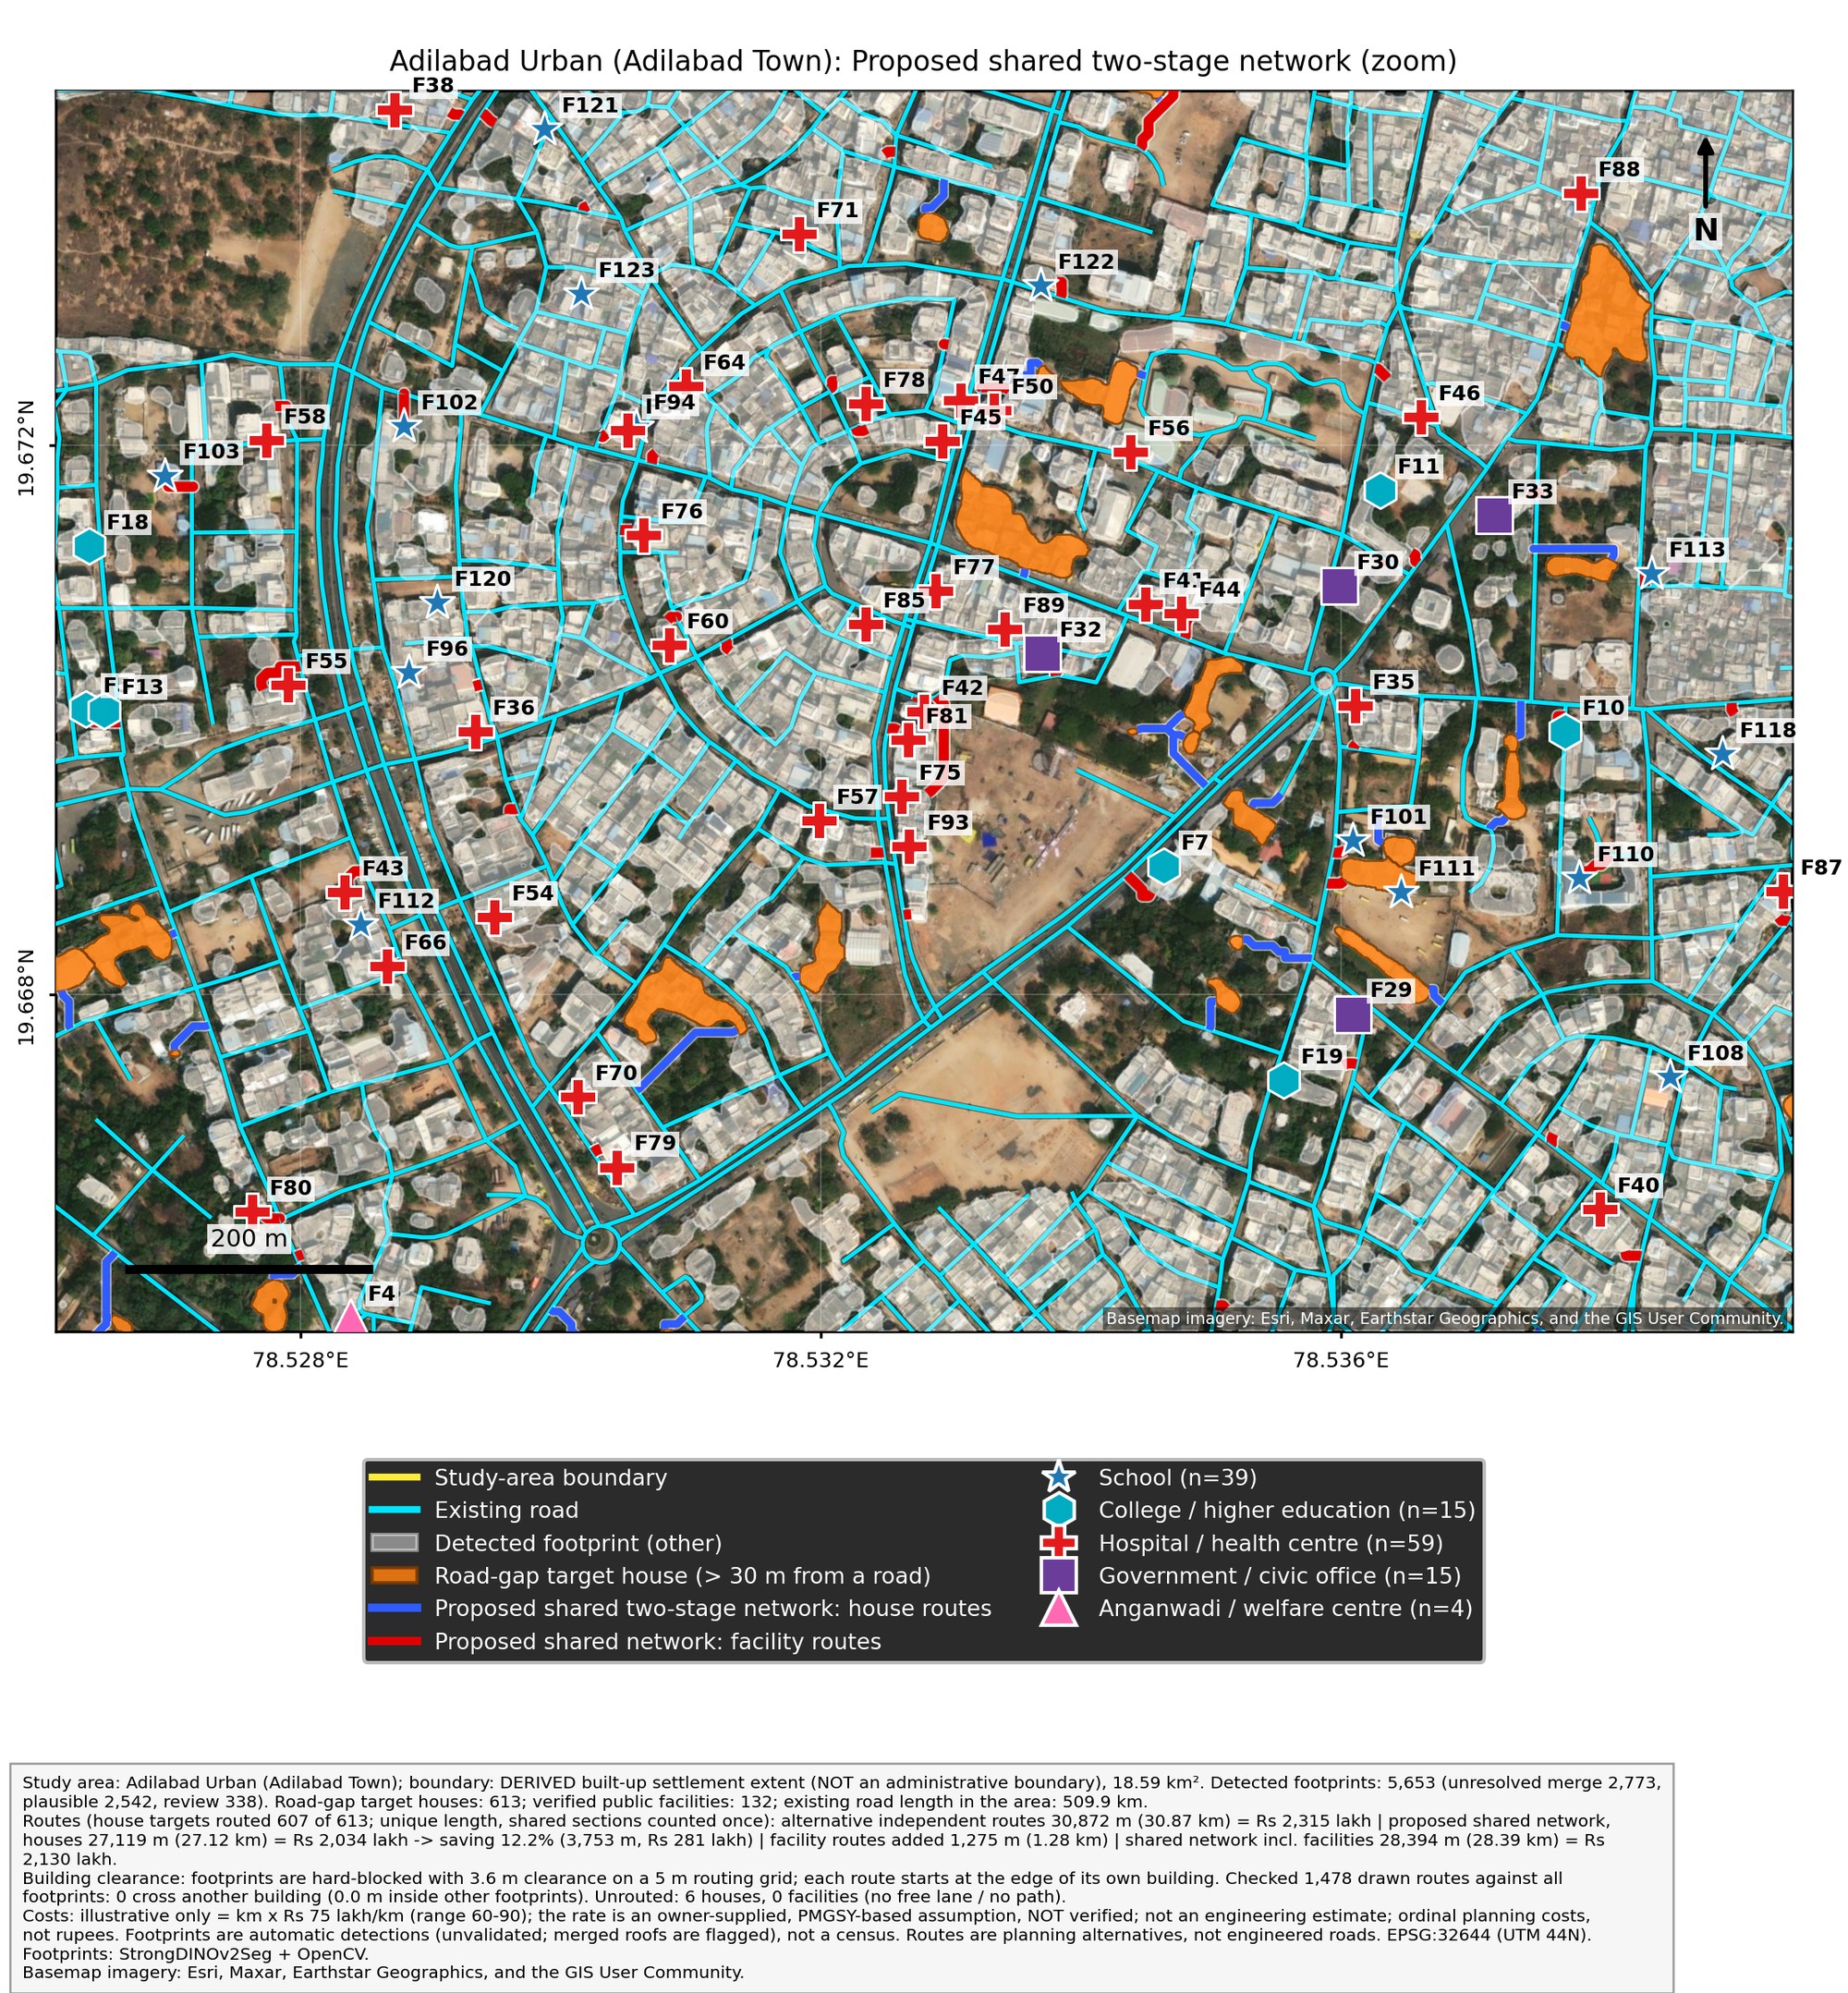 Adilabad Urban (Adilabad Town): Proposed shared two-stage network (zoom)
F38
F121
F88
N
F71
F122
F123
F64
F78
F47
F50
F46
F94
F45
F56
F58
F102
F103
F11
F33
F18
F76
F113
F30
F120
F77
F41
F44
F85
F89
F32
F60
F96
F55
F13
F42
F35
F36
F81
F10
F118
F75
F57
F93
F101
F7
F110
F111
F87
F43
F112
F54
F66
F29
F19
F108
F70
F79
F80
F40
F4
200 m
19.672°N
19.668°N
Basemap imagery: Esri, Maxar, Earthstar Geographics, and the GIS User Community.
78.528°E
78.532°E
78.536°E
Study-area boundary
Existing road
Detected footprint (other)
Road-gap target house (> 30 m from a road)
Proposed shared two-stage network: house routes
Proposed shared network: facility routes
School (n=39)
College / higher education (n=15)
Hospital / health centre (n=59)
Government / civic office (n=15)
Anganwadi / welfare centre (n=4)
Study area: Adilabad Urban (Adilabad Town); boundary: DERIVED built-up settlement extent (NOT an administrative boundary), 18.59 km². Detected footprints: 5,653 (unresolved merge 2,773,
plausible 2,542, review 338). Road-gap target houses: 613; verified public facilities: 132; existing road length in the area: 509.9 km.
Routes (house targets routed 607 of 613; unique length, shared sections counted once): alternative independent routes 30,872 m (30.87 km) = Rs 2,315 lakh | proposed shared network,
houses 27,119 m (27.12 km) = Rs 2,034 lakh -> saving 12.2% (3,753 m, Rs 281 lakh) | facility routes added 1,275 m (1.28 km) | shared network incl. facilities 28,394 m (28.39 km) = Rs
2,130 lakh.
Building clearance: footprints are hard-blocked with 3.6 m clearance on a 5 m routing grid; each route starts at the edge of its own building. Checked 1,478 drawn routes against all
footprints: 0 cross another building (0.0 m inside other footprints). Unrouted: 6 houses, 0 facilities (no free lane / no path).
Costs: illustrative only = km x Rs 75 lakh/km (range 60-90); the rate is an owner-supplied, PMGSY-based assumption, NOT verified; not an engineering estimate; ordinal planning costs,
not rupees. Footprints are automatic detections (unvalidated; merged roofs are flagged), not a census. Routes are planning alternatives, not engineered roads. EPSG:32644 (UTM 44N).
Footprints: StrongDINOv2Seg + OpenCV.
Basemap imagery: Esri, Maxar, Earthstar Geographics, and the GIS User Community.